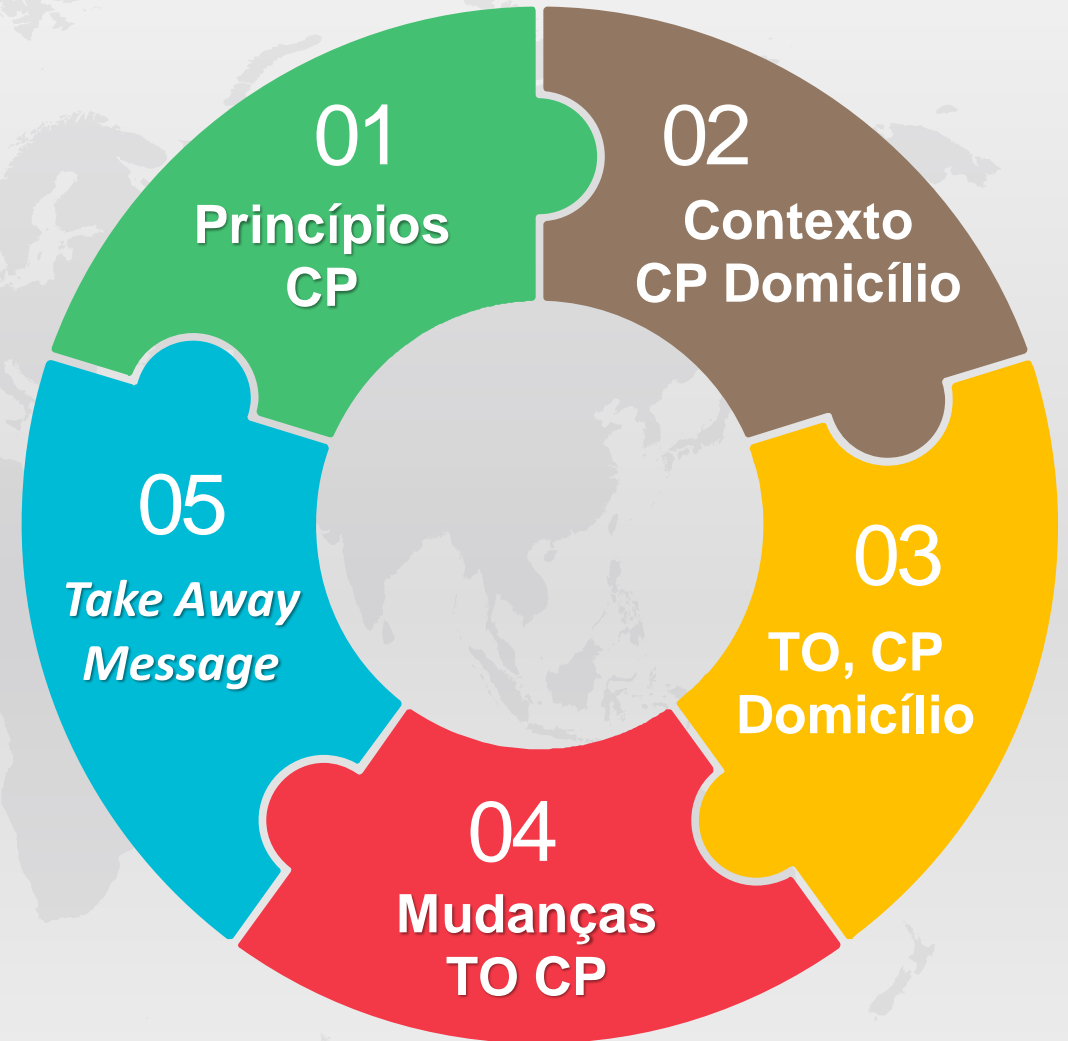 01
Princípios
CP
02
Contexto
CP Domicílio
03
TO, CP
Domicílio
04
Mudanças
TO CP
05
Take Away
Message